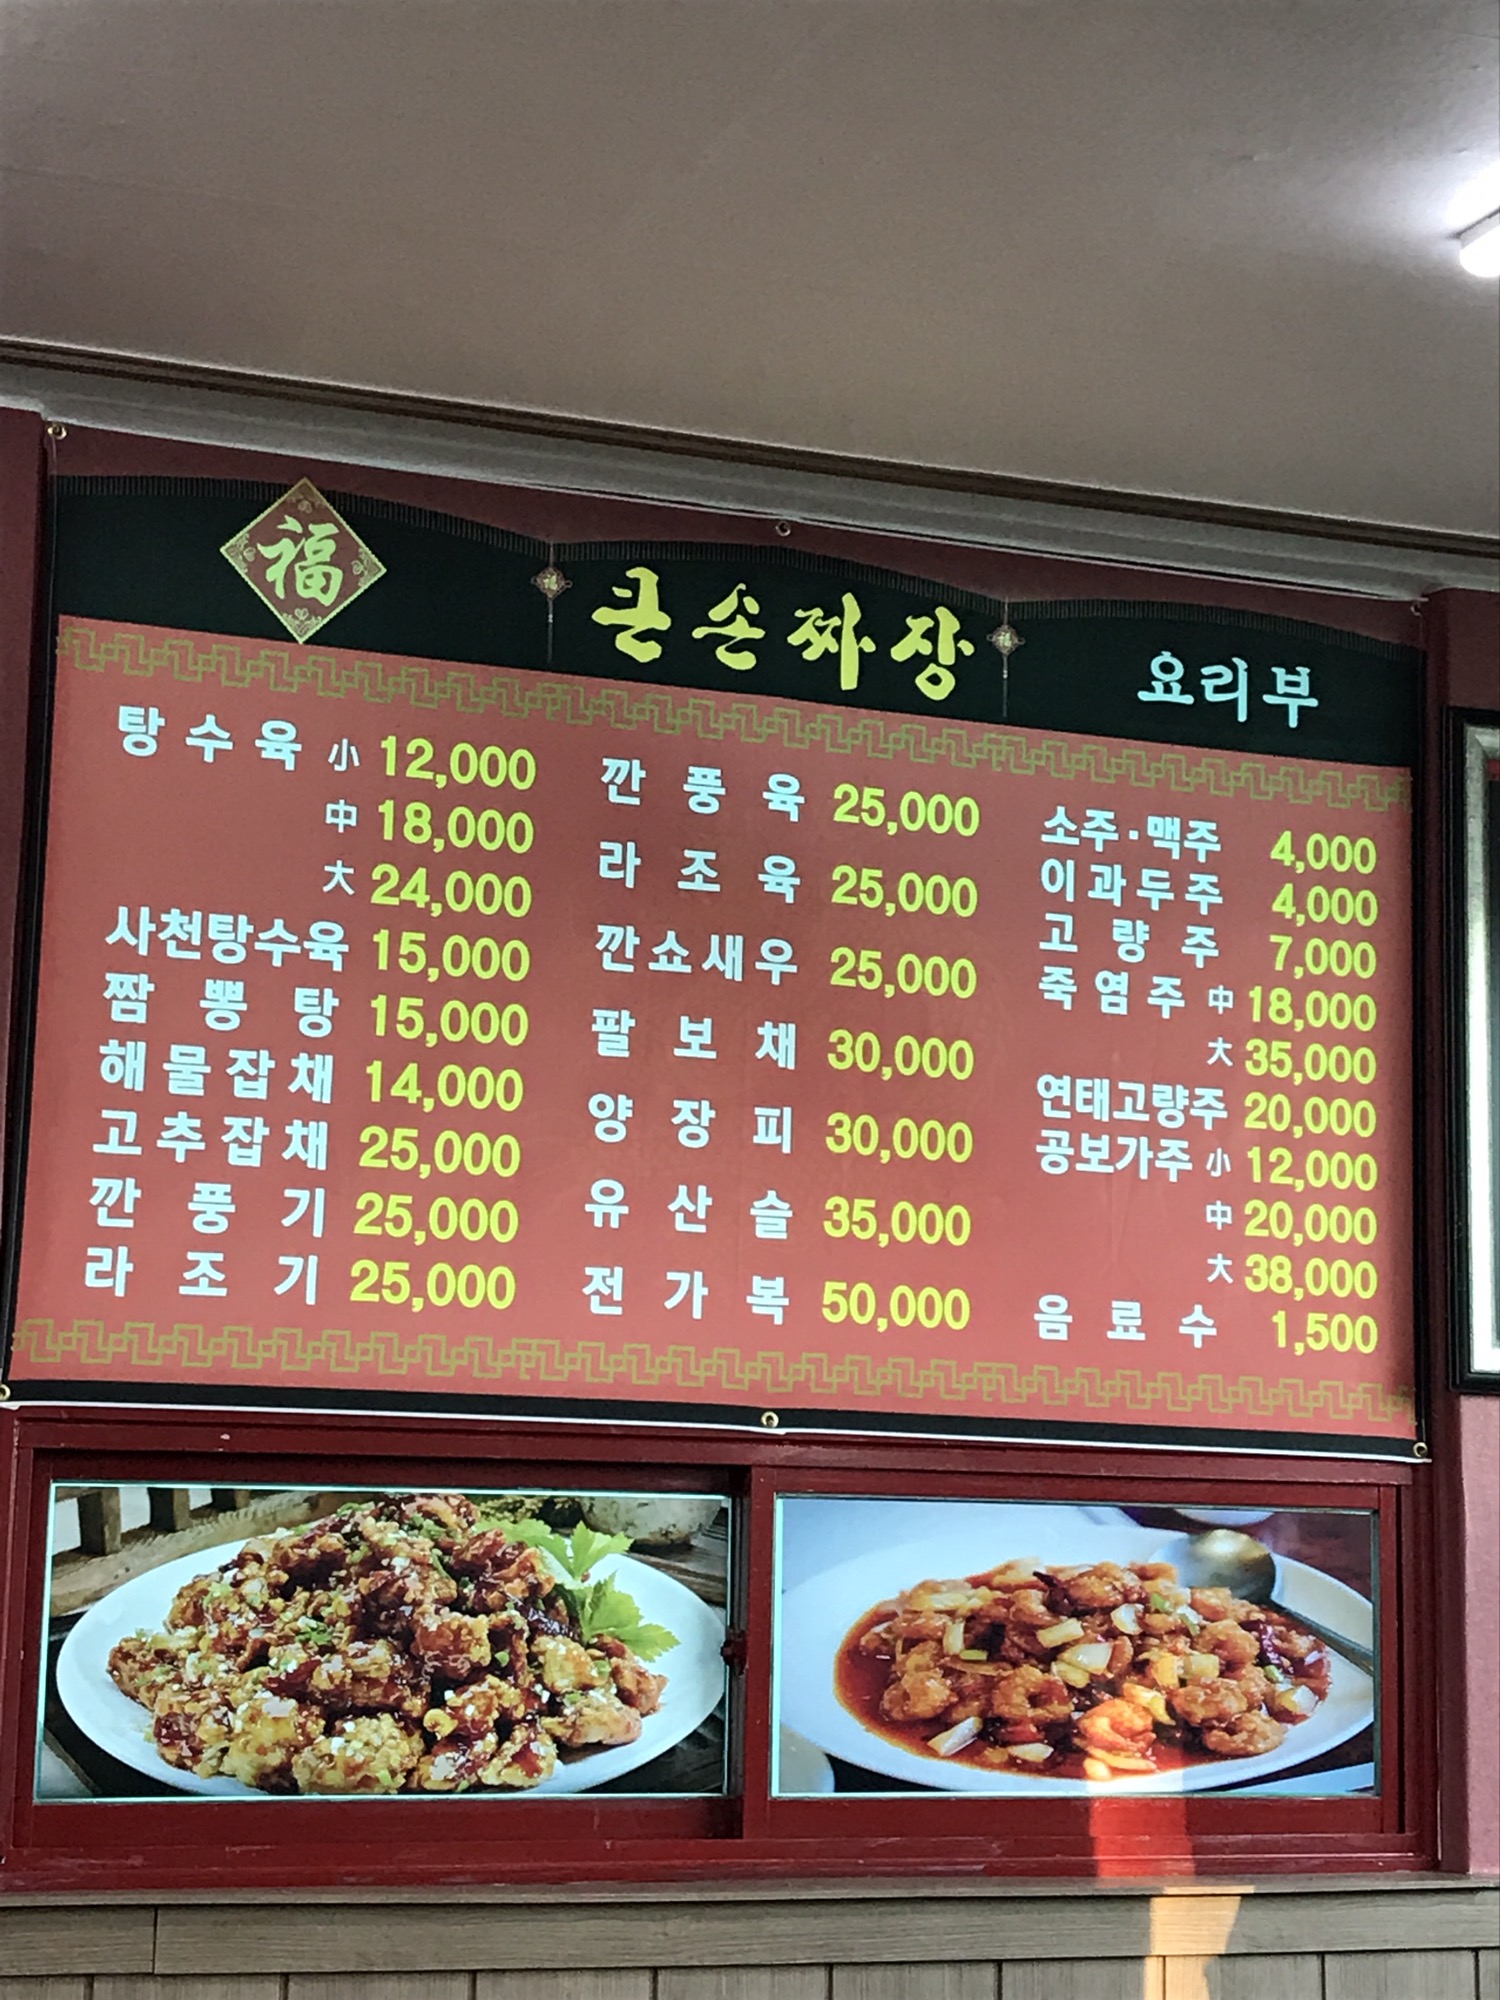 福
큰손짜장
요리부
탕수육 小 12,000
中 18,000
大 24,000
사천탕수육 15,000
짬뽕탕 15,000
해물잡채 14,000
고추잡채 25,000
깐풍기 25,000
라조기 25,000
깐풍육 25,000
라조육 25,000
깐쇼새우 25,000
팔보채 30,000
양장피 30,000
유산슬 35,000
전가복 50,000
소주·맥주 4,000
이과두주 4,000
고량주 7,000
죽엽주 中 18,000
大 35,000
연태고량주 20,000
공보가주 小 12,000
中 20,000
大 38,000
음료수 1,500